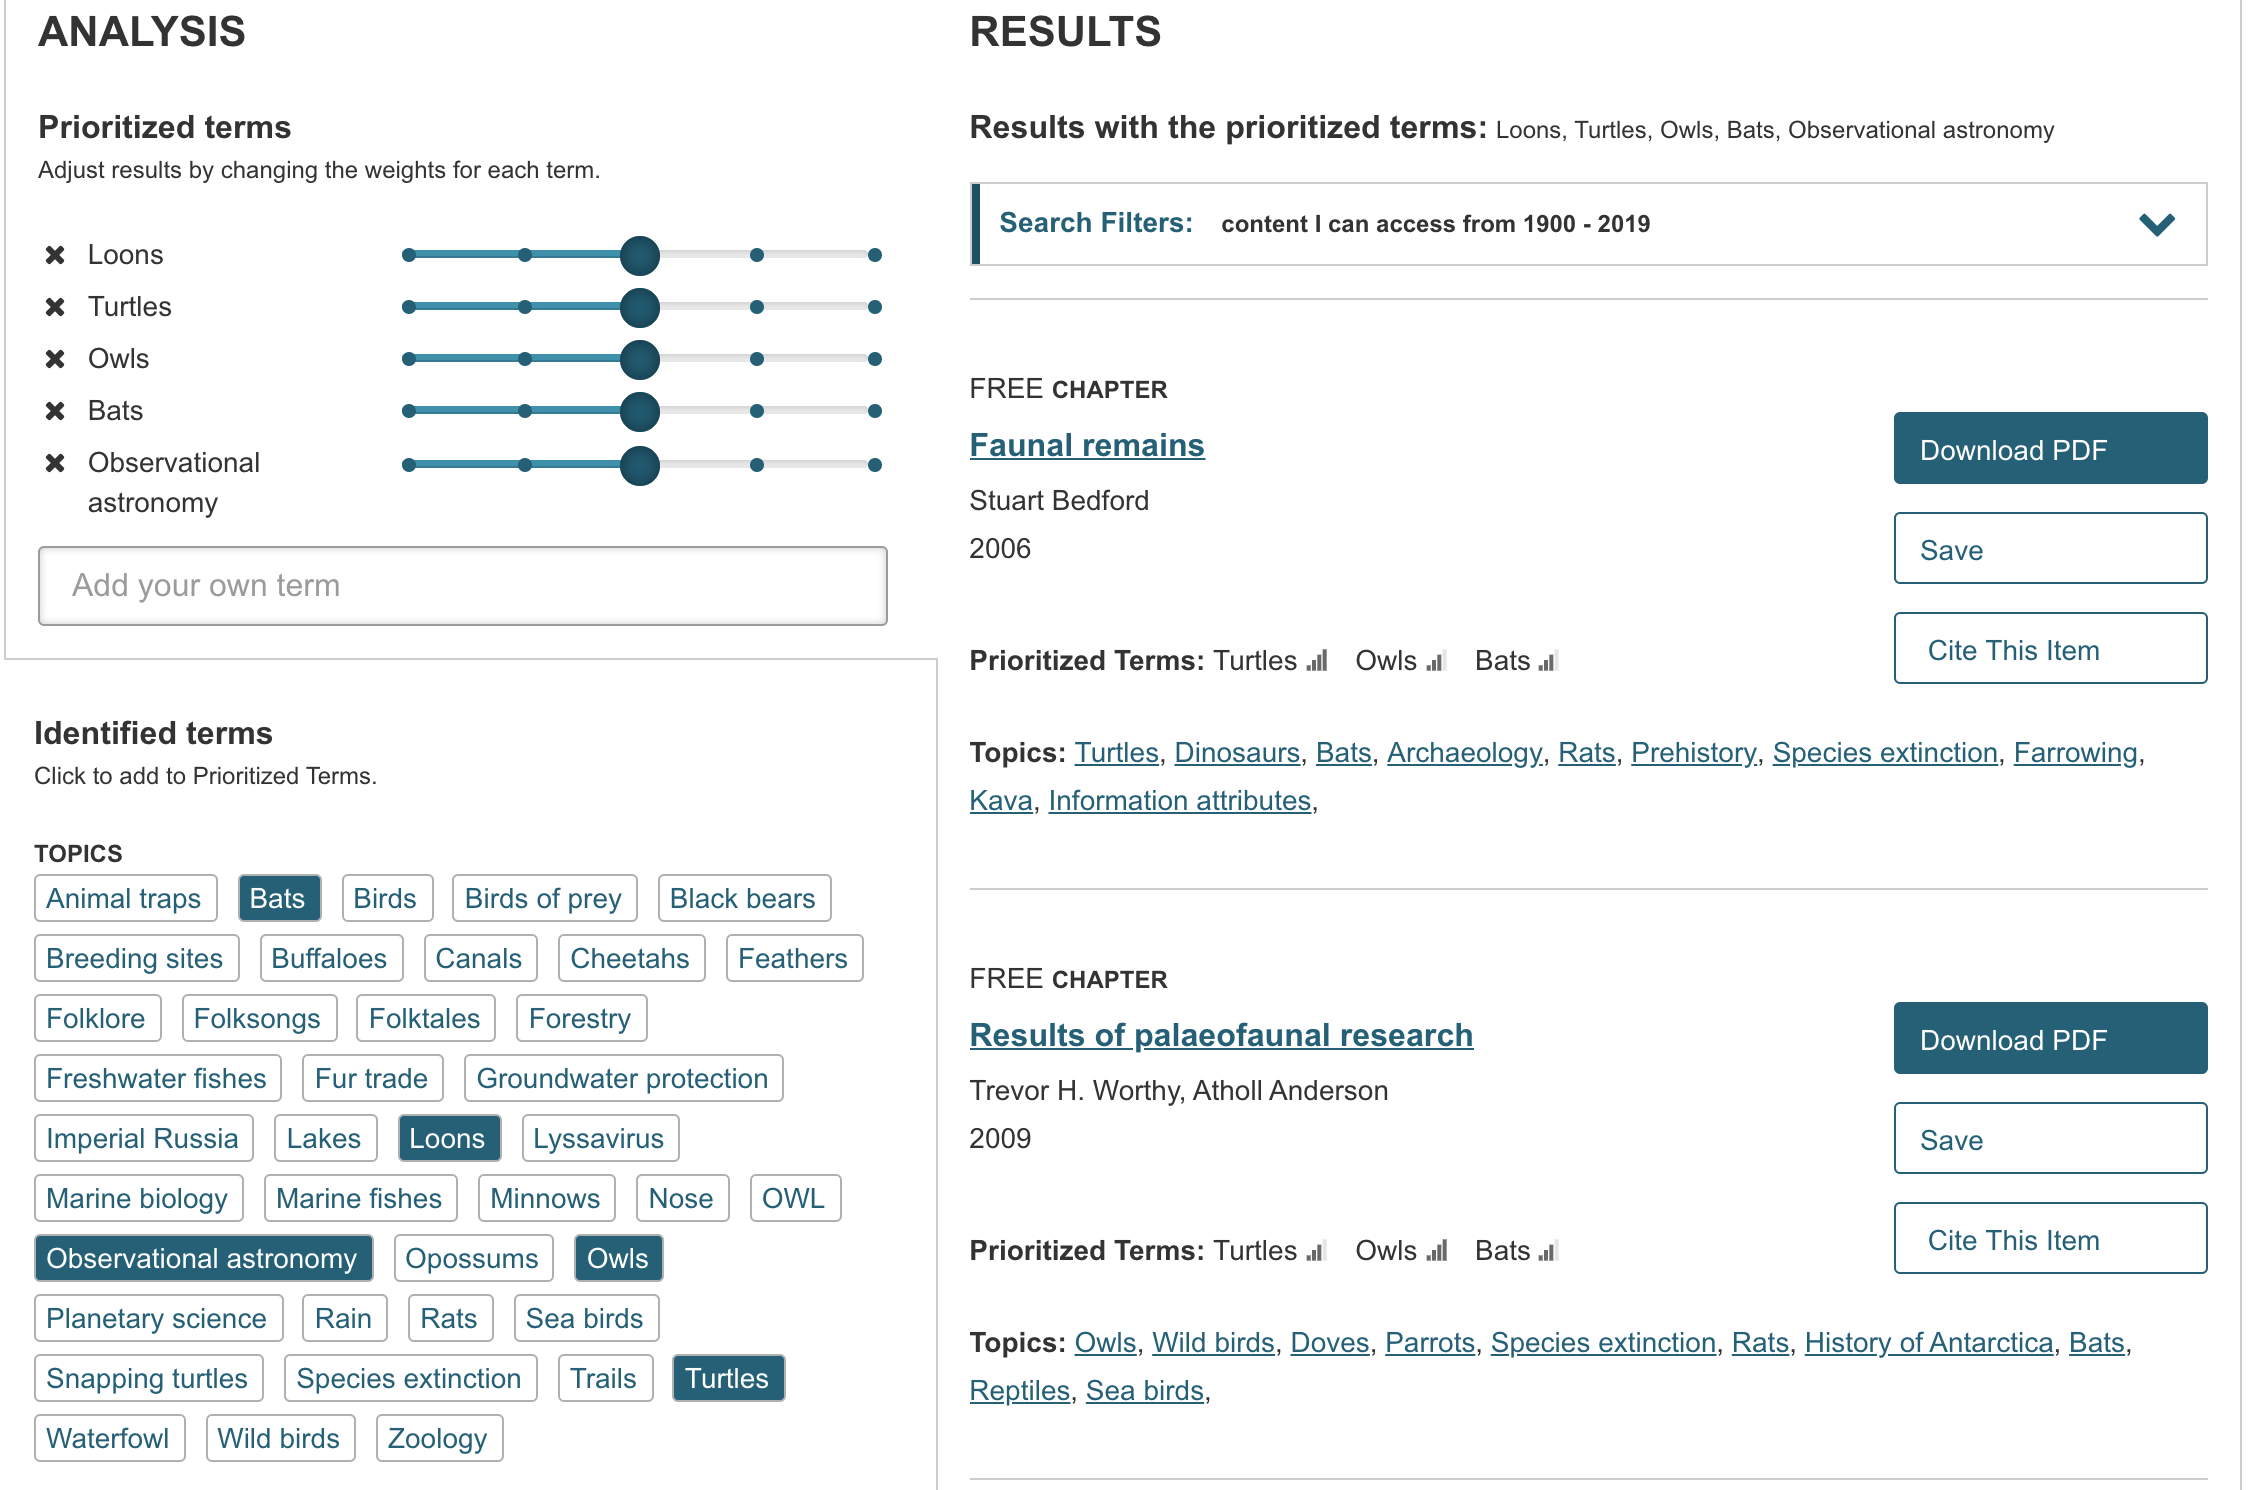 ANALYSIS
Prioritized terms
Adjust results by changing the weights for each term.
Loons
Turtles
Owls
Bats
Observational
astronomy
Add your own term
Identified terms
Click to add to Prioritized Terms.
TOPICS
Animal traps Bats Birds Birds of prey Black bears
Breeding sites Buffaloes Canals Cheetahs Feathers
Folklore Folksongs Folktales Forestry
Freshwater fishes Fur trade Groundwater protection
Imperial Russia Lakes Loons Lyssavirus
Marine biology Marine fishes Minnows Nose OWL
Observational astronomy Opossums Owls
Planetary science Rain Rats Sea birds
Snapping turtles Species extinction Trails Turtles
Waterfowl Wild birds Zoology
RESULTS
Results with the prioritized terms: Loons, Turtles, Owls, Bats, Observational astronomy
Search Filters: content I can access from 1900 - 2019
FREE CHAPTER
Faunal remains
Stuart Bedford
2006
Download PDF
Save
Cite This Item
Prioritized Terms: Turtles Owls Bats
Topics: Turtles, Dinosaurs, Bats, Archaeology, Rats, Prehistory, Species extinction, Farrowing,
Kava, Information attributes,
FREE CHAPTER
Results of palaeofaunal research
Trevor H. Worthy, Atholl Anderson
2009
Download PDF
Save
Cite This Item
Prioritized Terms: Turtles Owls Bats
Topics: Owls, Wild birds, Doves, Parrots, Species extinction, Rats, History of Antarctica, Bats,
Reptiles, Sea birds,